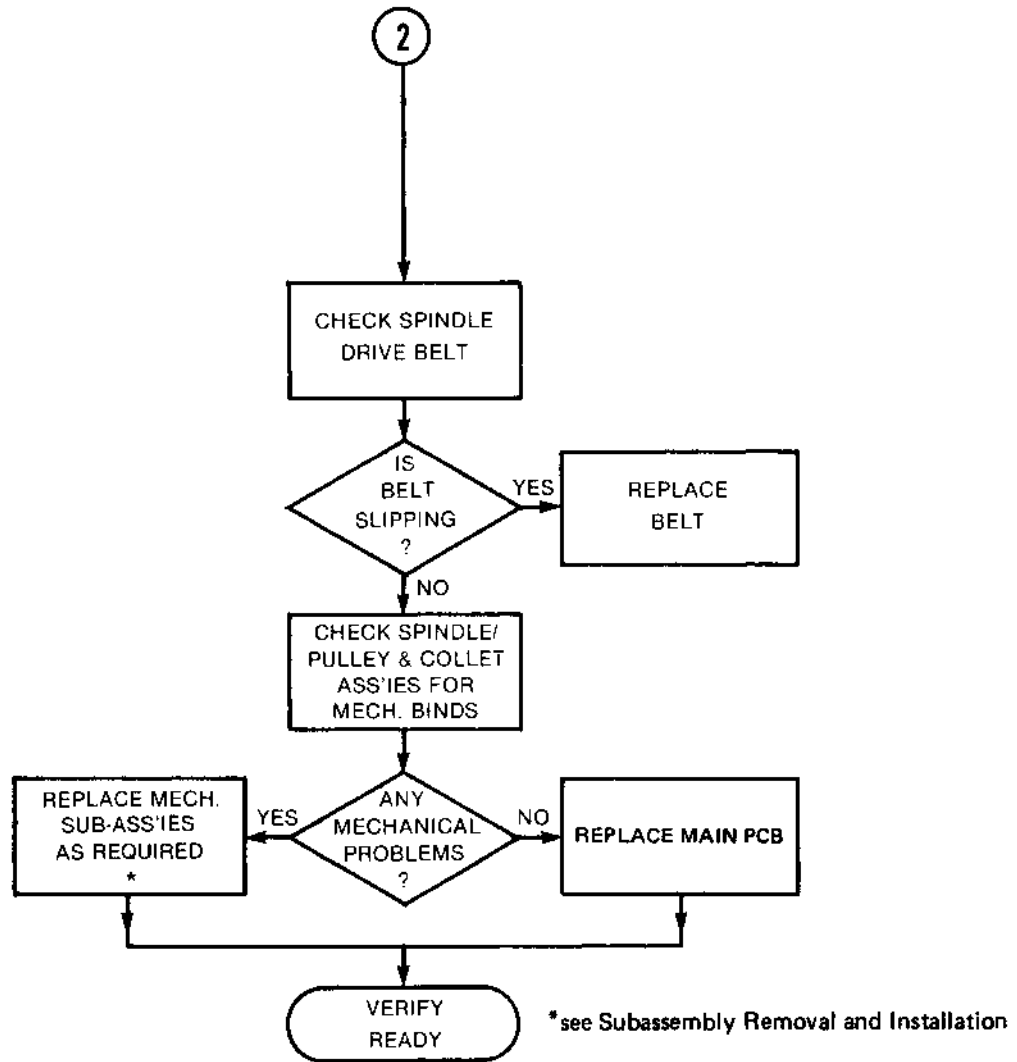 2
CHECK SPINDLE
DRIVE BELT
IS
BELT
SLIPPING
?
YES
REPLACE
BELT
NO
CHECK SPINDLE/
PULLEY & COLLET
ASS'IES FOR
MECH. BINDS
REPLACE MECH.
SUB-ASS'IES
AS REQUIRED
*
YES
ANY
MECHANICAL
PROBLEMS
?
NO
REPLACE MAIN PCB
VERIFY
READY
*see Subassembly Removal and Installation